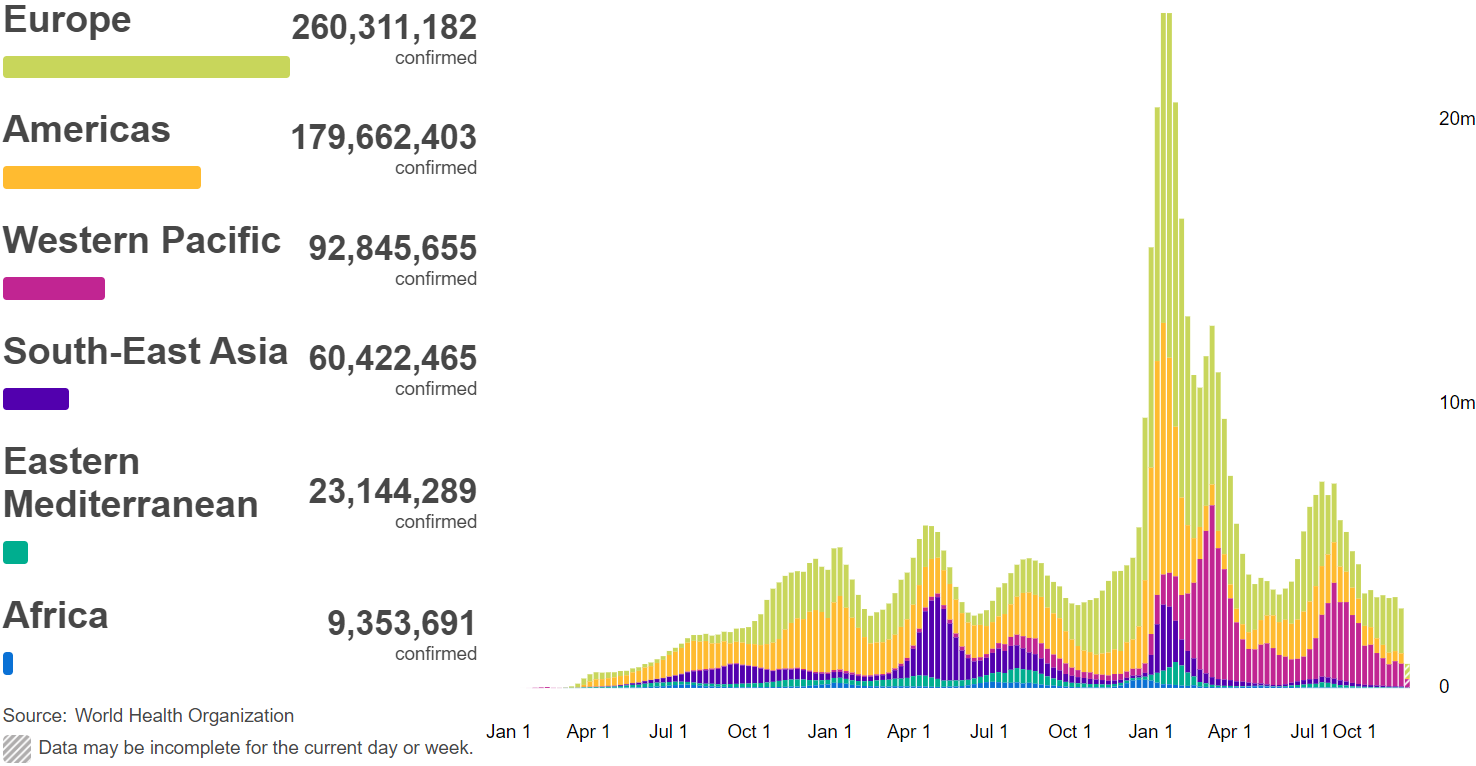 Europe
260,311,182
confirmed
Americas
179,662,403
confirmed
Western Pacific
92,845,655
confirmed
South-East Asia
60,422,465
confirmed
Eastern
Mediterranean
23,144,289
confirmed
Africa
9,353,691
confirmed
Source: World Health Organization
Data may be incomplete for the current day or week.
20m
10m
0
Jan 1 Apr 1 Jul 1 Oct 1 Jan 1 Apr 1 Jul 1 Oct 1 Jan 1 Apr 1 Jul 1 Oct 1